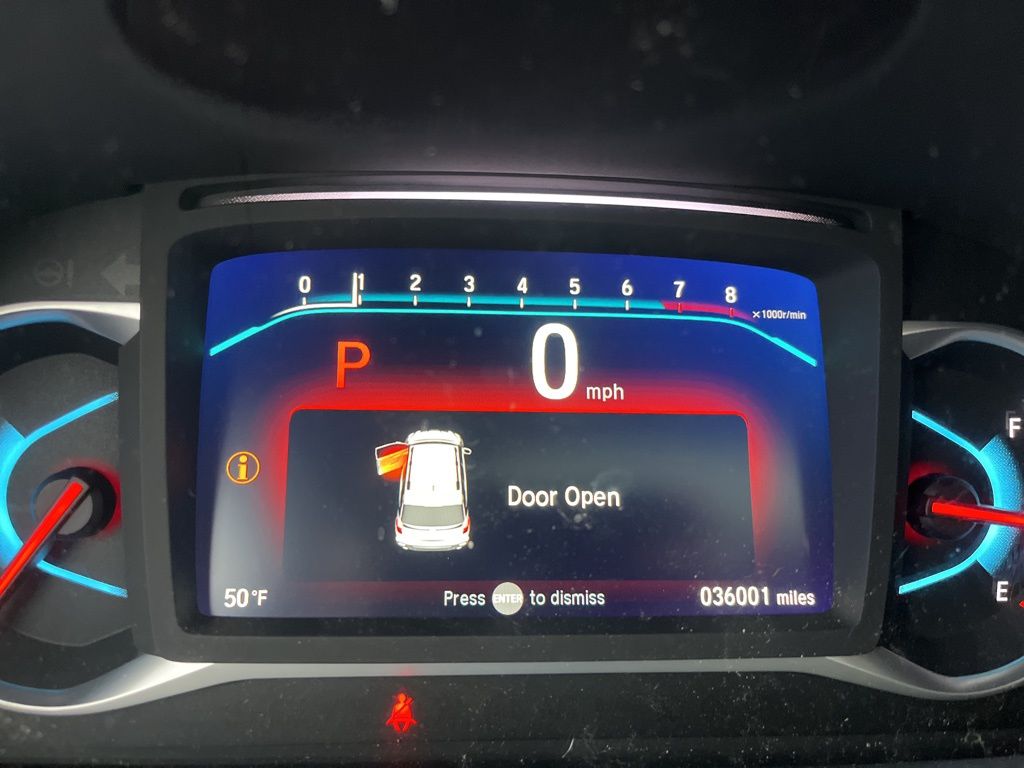 0 1 2 3 4 5 6 7 8
x1000r/min
P 0 mph
F
i
Door Open
E
50°F Press ENTER to dismiss 036001 miles